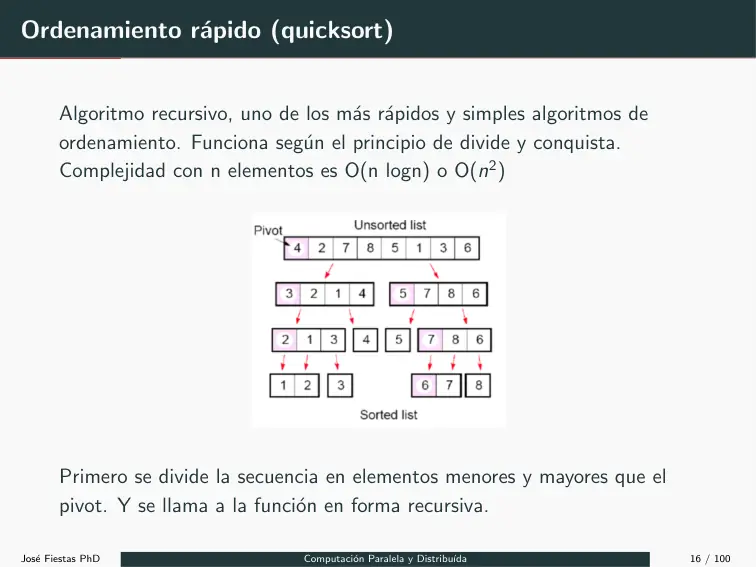 Ordenamiento rápido (quicksort)
Algoritmo recursivo, uno de los más rápidos y simples algoritmos de
ordenamiento. Funciona según el principio de divide y conquista.
Complejidad con n elementos es O(n logn) o O(n²)
Unsorted list
Pivot
4 2 7 8 5 1 3 6
3 2 1 4 5 7 8 6
2 1 3 4 5 7 8 6
1 2 3 6 7 8
Sorted list
Primero se divide la secuencia en elementos menores y mayores que el
pivot. Y se llama a la función en forma recursiva.
José Fiestas PhD Computación Paralela y Distribuída 16 / 100